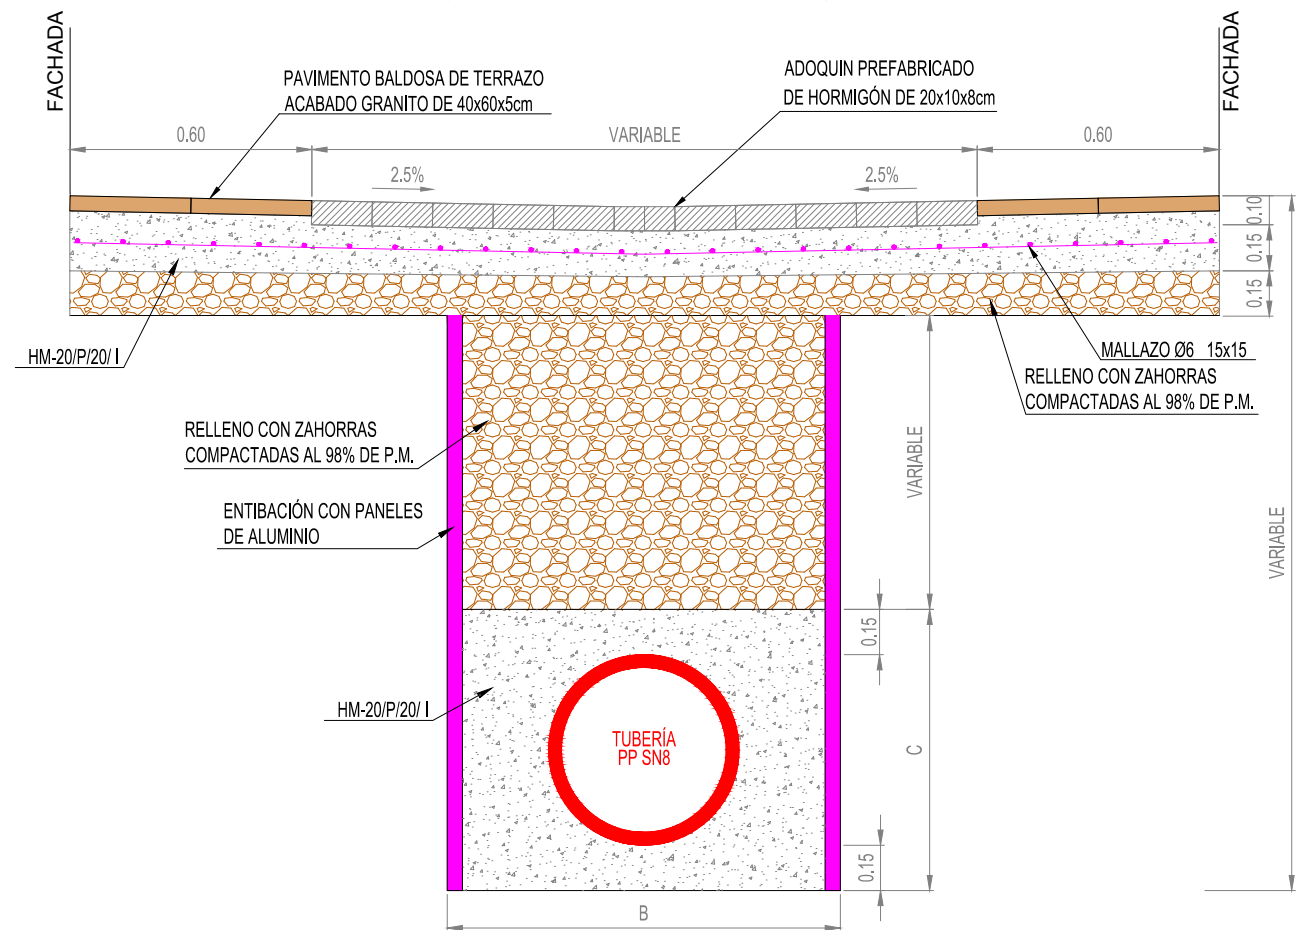 FACHADA
FACHADA
PAVIMENTO BALDOSA DE TERRAZO
ACABADO GRANITO DE 40x60x5cm
ADOQUIN PREFABRICADO
DE HORMIGÓN DE 20x10x8cm
0.60
VARIABLE
0.60
2.5%
2.5%
0.10
0.15
0.15
HM-20/P/20/ I
MALLAZO Ø6 15x15
RELLENO CON ZAHORRAS
COMPACTADAS AL 98% DE P.M.
RELLENO CON ZAHORRAS
COMPACTADAS AL 98% DE P.M.
VARIABLE
ENTIBACIÓN CON PANELES
DE ALUMINIO
VARIABLE
0.15
HM-20/P/20/ I
TUBERÍA
PP SN8
C
0.15
B